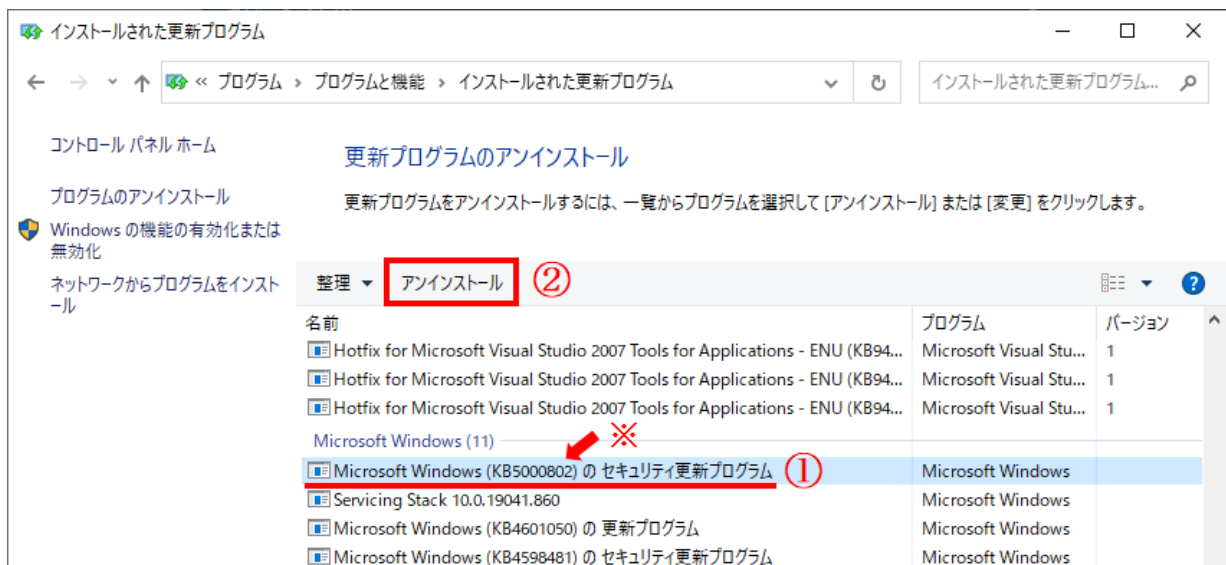 インストールされた更新プログラム
« プログラム › プログラムと機能 › インストールされた更新プログラム
インストールされた更新プログラム...
コントロール パネル ホーム
プログラムのアンインストール
Windows の機能の有効化または
無効化
ネットワークからプログラムをインスト
ール
更新プログラムのアンインストール
更新プログラムをアンインストールするには、一覧からプログラムを選択して [アンインストール] または [変更] をクリックします。
整理 アンインストール ②
名前 プログラム バージョン
Hotfix for Microsoft Visual Studio 2007 Tools for Applications - ENU (KB94... Microsoft Visual Stu... 1
Hotfix for Microsoft Visual Studio 2007 Tools for Applications - ENU (KB94... Microsoft Visual Stu... 1
Hotfix for Microsoft Visual Studio 2007 Tools for Applications - ENU (KB94... Microsoft Visual Stu... 1
Microsoft Windows (11) ※
Microsoft Windows (KB5000802) の セキュリティ更新プログラム ① Microsoft Windows
Servicing Stack 10.0.19041.860 Microsoft Windows
Microsoft Windows (KB4601050) の 更新プログラム Microsoft Windows
Microsoft Windows (KB4598481) の セキュリティ更新プログラム Microsoft Windows